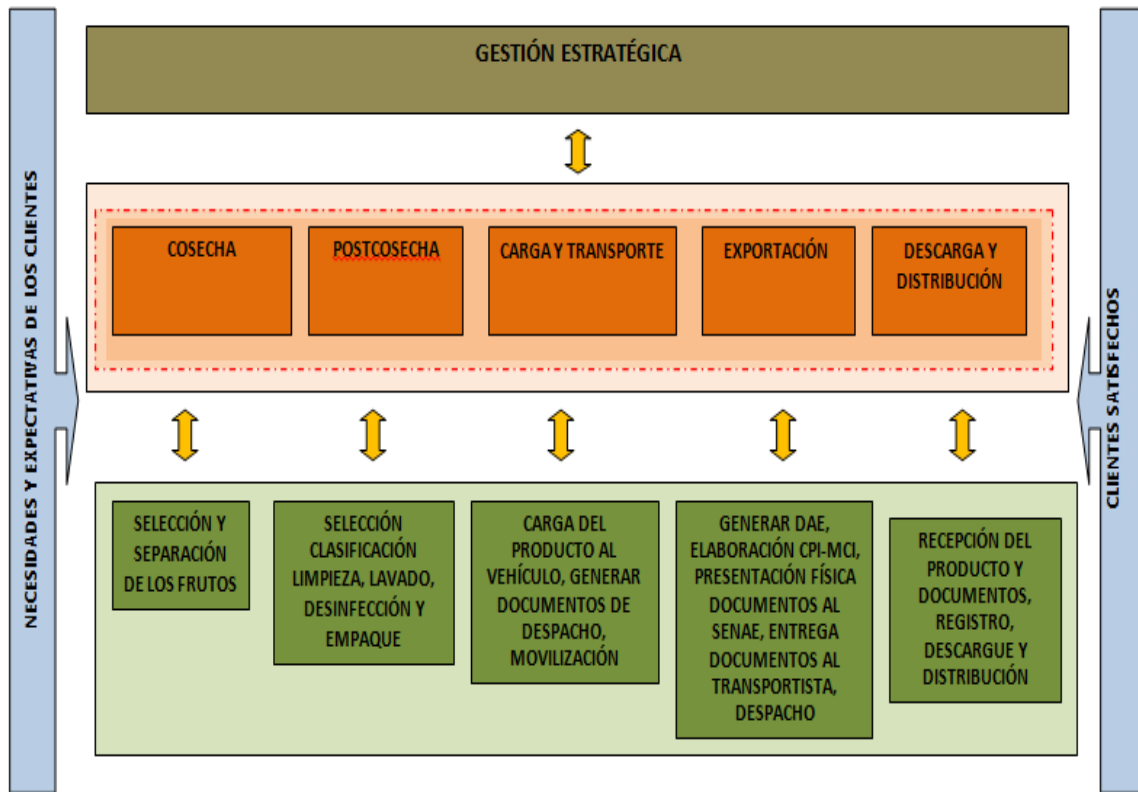 NECESIDADES Y EXPECTATIVAS DE LOS CLIENTES
GESTIÓN ESTRATÉGICA
COSECHA
POSTCOSECHA
CARGA Y TRANSPORTE
EXPORTACIÓN
DESCARGA Y
DISTRIBUCIÓN
SELECCIÓN Y
SEPARACIÓN
DE LOS FRUTOS
SELECCIÓN
CLASIFICACIÓN
LIMPIEZA, LAVADO,
DESINFECCIÓN Y
EMPAQUE
CARGA DEL
PRODUCTO AL
VEHÍCULO, GENERAR
DOCUMENTOS DE
DESPACHO,
MOVILIZACIÓN
GENERAR DAE,
ELABORACIÓN CPI-MCI,
PRESENTACIÓN FÍSICA
DOCUMENTOS AL
SENAE, ENTREGA
DOCUMENTOS AL
TRANSPORTISTA,
DESPACHO
RECEPCIÓN DEL
PRODUCTO Y
DOCUMENTOS,
REGISTRO,
DESCARGUE Y
DISTRIBUCIÓN
CLIENTES SATISFECHOS